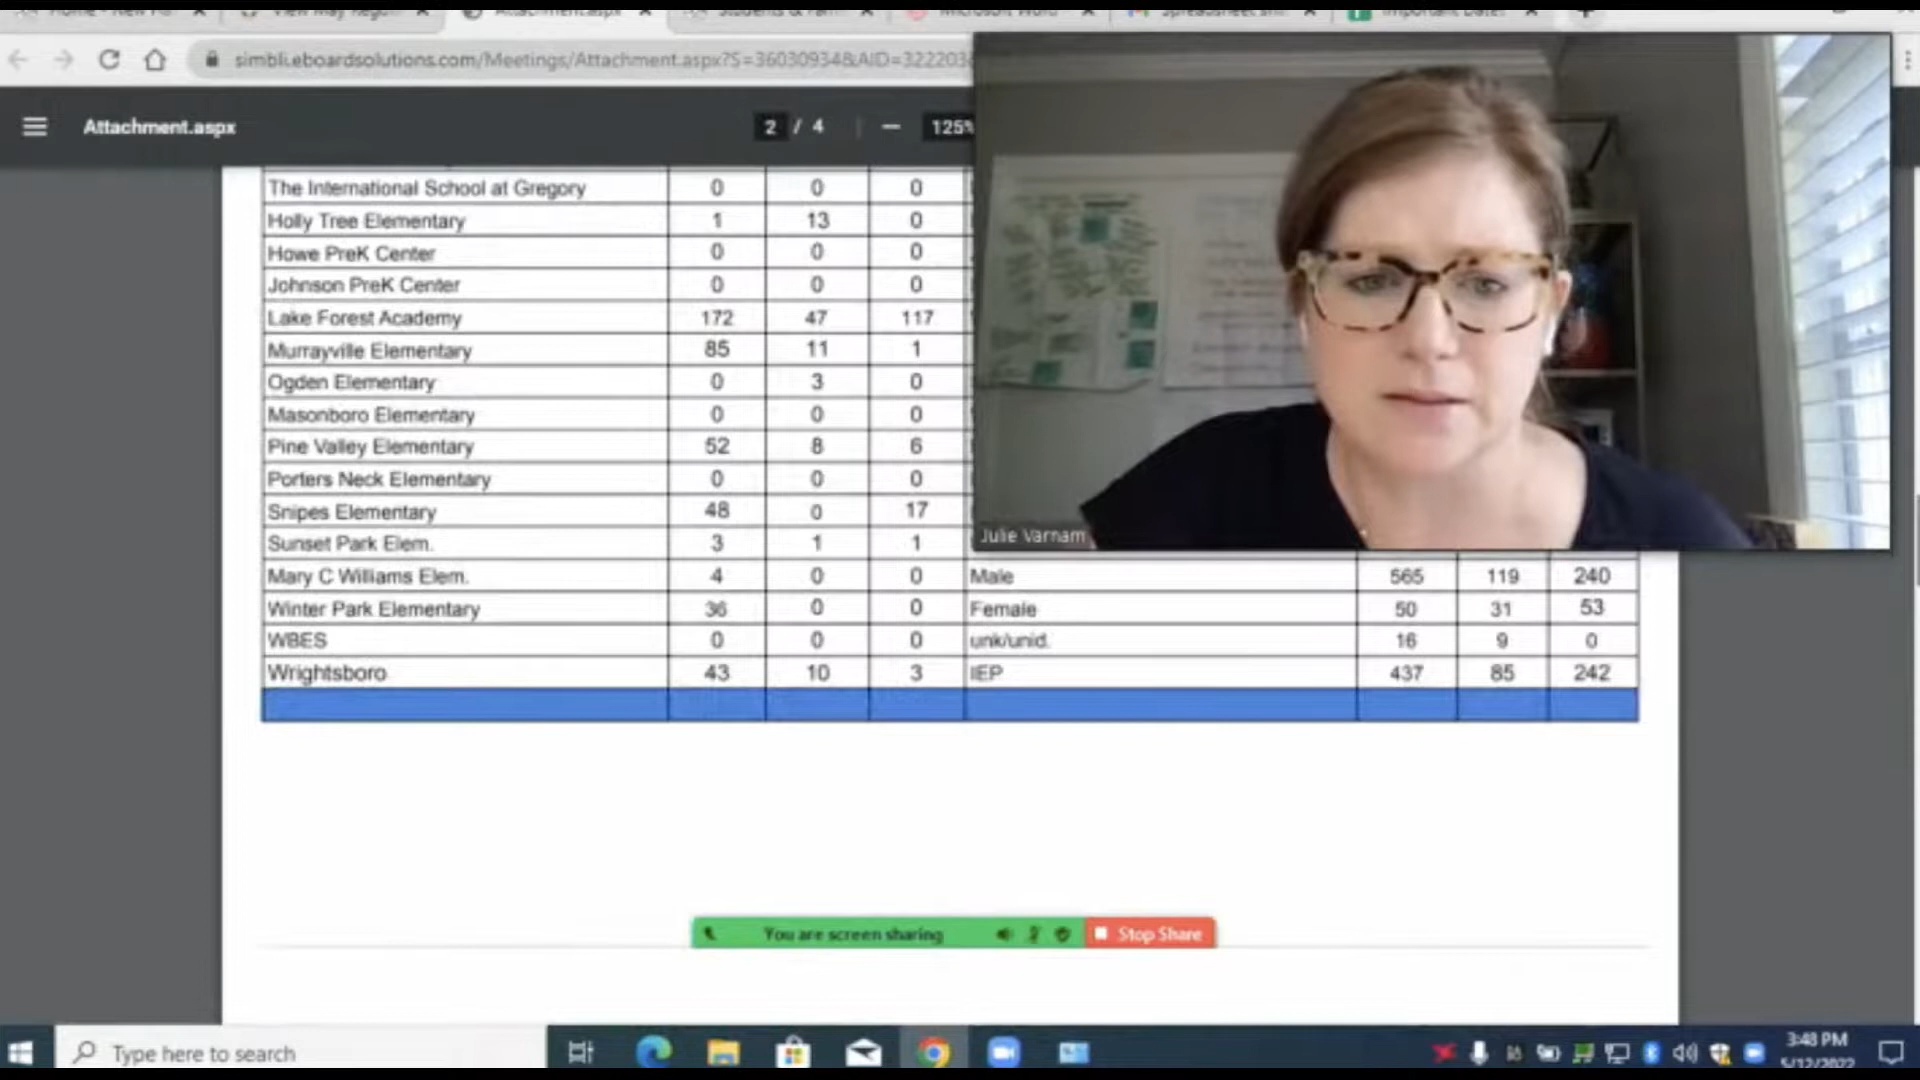 simbli.eboardsolutions.com/Meetings/Attachment.aspx?S=36030934&AID=322203
Attachment.aspx 2 / 4 125%
The International School at Gregory 0 0 0
Holly Tree Elementary 1 13 0
Howe PreK Center 0 0 0
Johnson PreK Center 0 0 0
Lake Forest Academy 172 47 117
Murrayville Elementary 85 11 1
Ogden Elementary 0 3 0
Masonboro Elementary 0 0 0
Pine Valley Elementary 52 8 6
Porters Neck Elementary 0 0 0
Snipes Elementary 48 0 17
Julie Varnam
Sunset Park Elem. 3 1 1
Mary C Williams Elem. 4 0 0 Male 565 119 240
Winter Park Elementary 36 0 0 Female 50 31 53
WBES 0 0 0 unk/unid. 16 9 0
Wrightsboro 43 10 3 IEP 437 85 242
You are screen sharing Stop Share
Type here to search
3:48 PM
5/12/2022